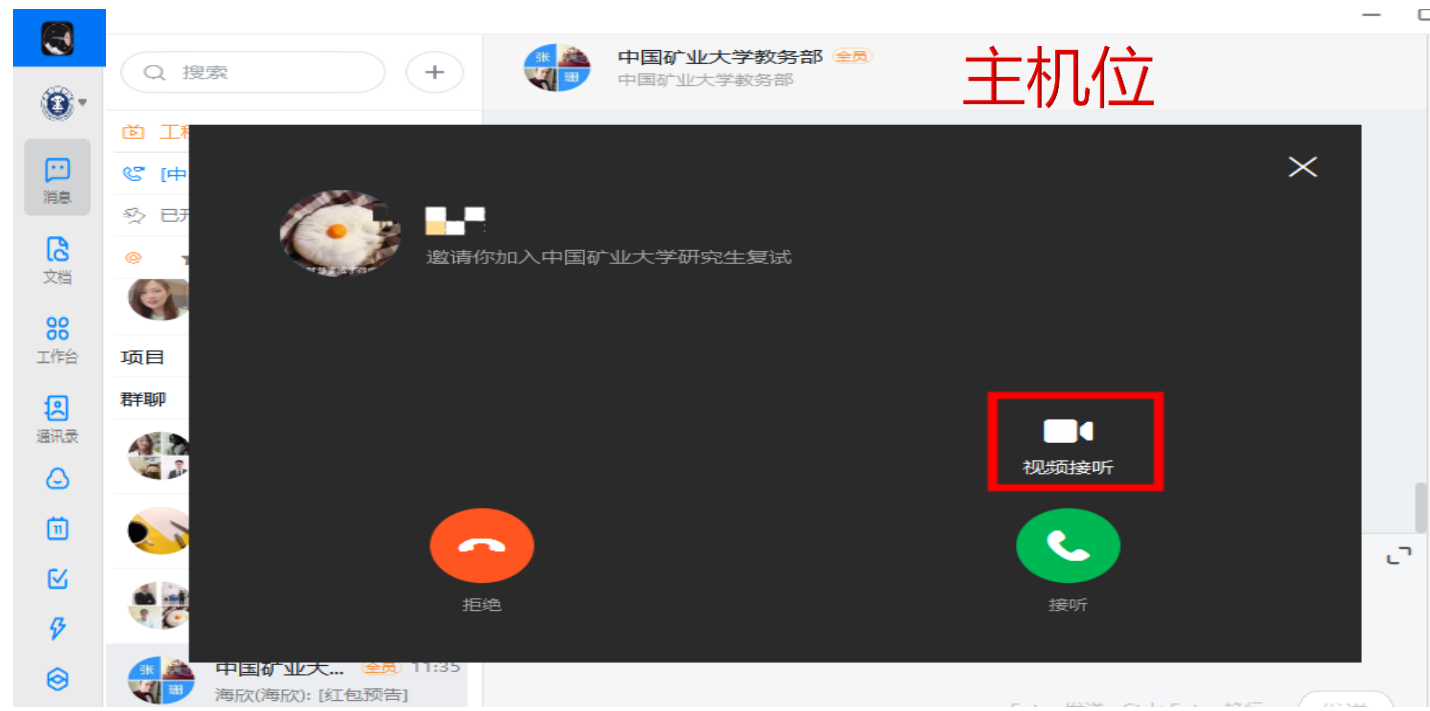 搜索
中国矿业大学教务部 全员
中国矿业大学教务部
主机位
消息
文档
工作台
通讯录
11
[中
项目
群聊
邀请你加入中国矿业大学研究生复试
视频接听
拒绝
接听
张
珊
中国矿业大... 全员 11:35
海欣(海欣): [红包预告]